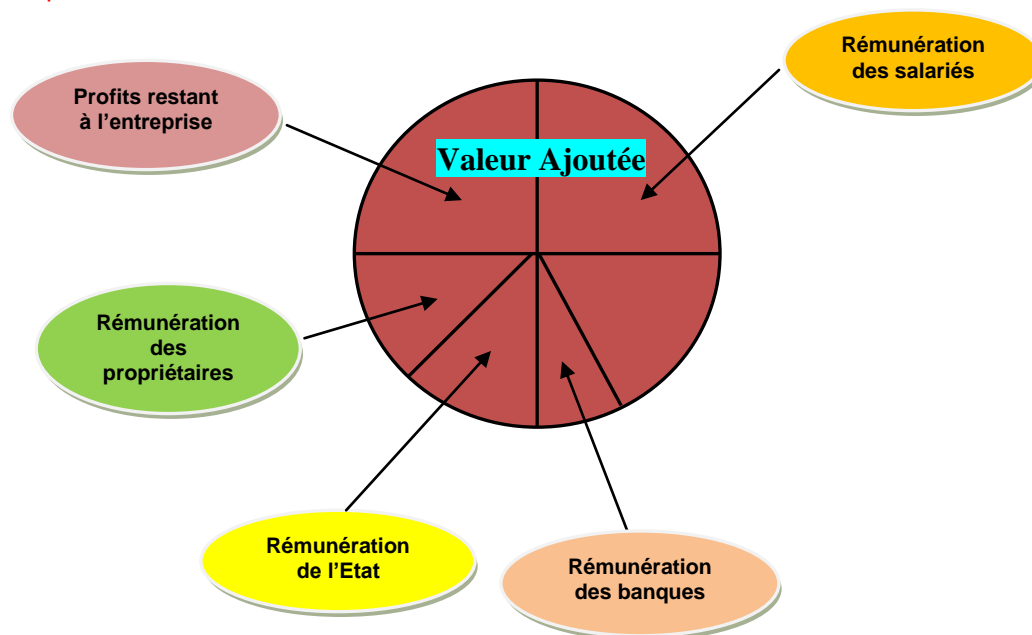 Rémunération
des salariés
Profits restant
à l’entreprise
Valeur Ajoutée
Rémunération
des
propriétaires
Rémunération
de l’Etat
Rémunération
des banques